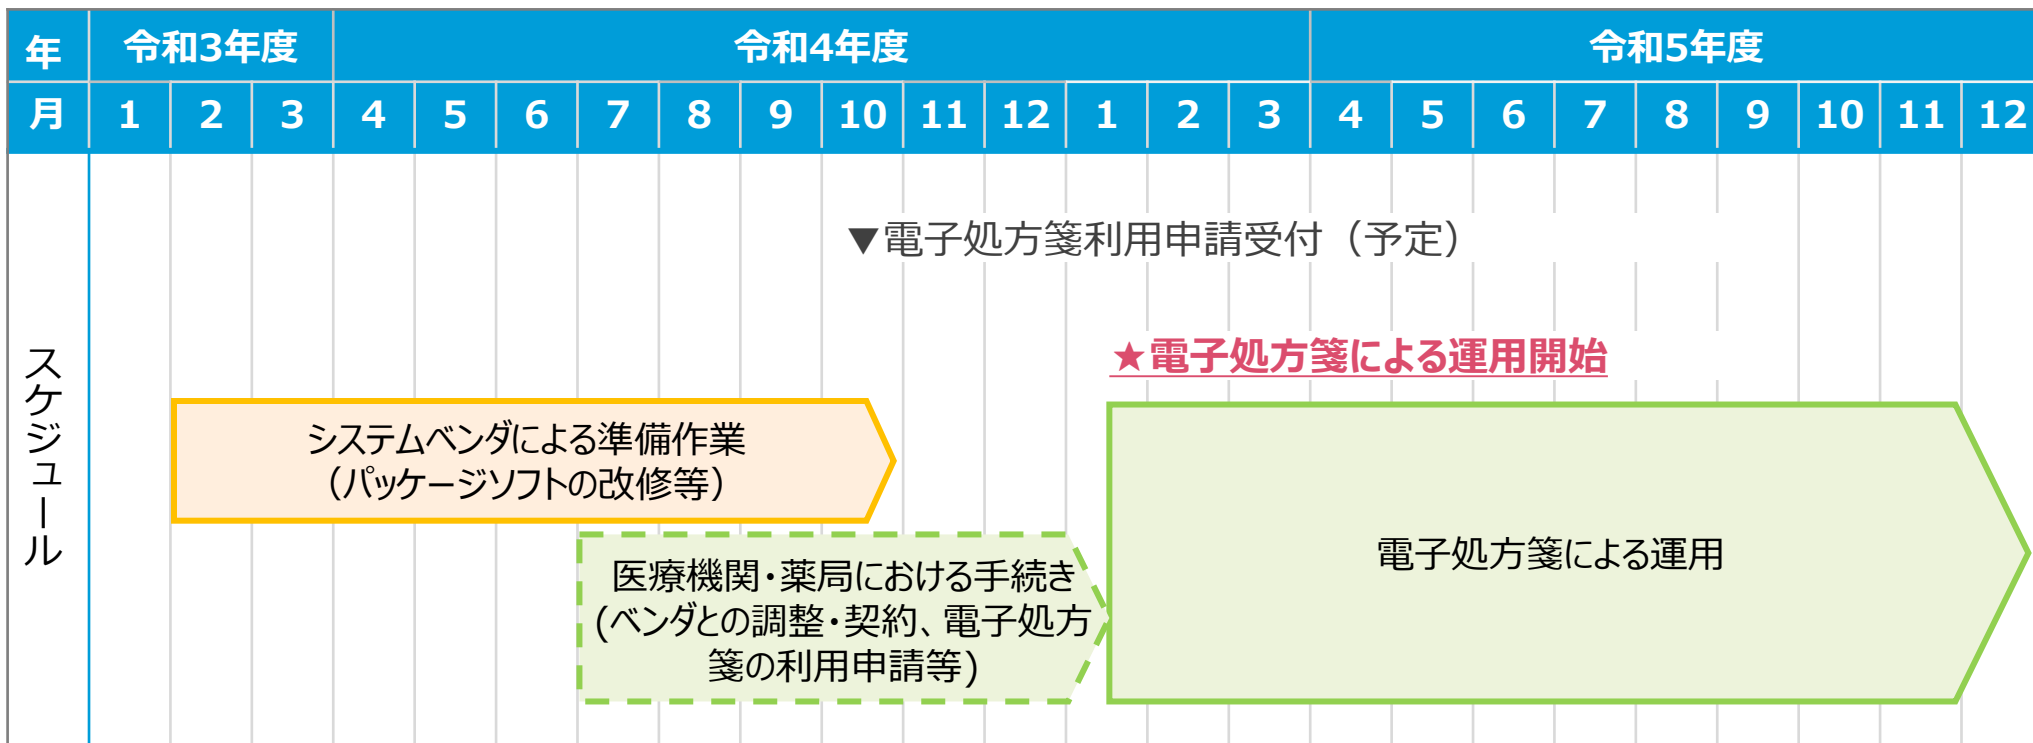 年 令和3年度 令和4年度 令和5年度
月 1 2 3 4 5 6 7 8 9 10 11 12 1 2 3 4 5 6 7 8 9 10 11 12
スケジュール
▼電子処方箋利用申請受付（予定）
★電子処方箋による運用開始
システムベンダによる準備作業
（パッケージソフトの改修等）
医療機関・薬局における手続き
(ベンダとの調整・契約、電子処方
箋の利用申請等)
電子処方箋による運用